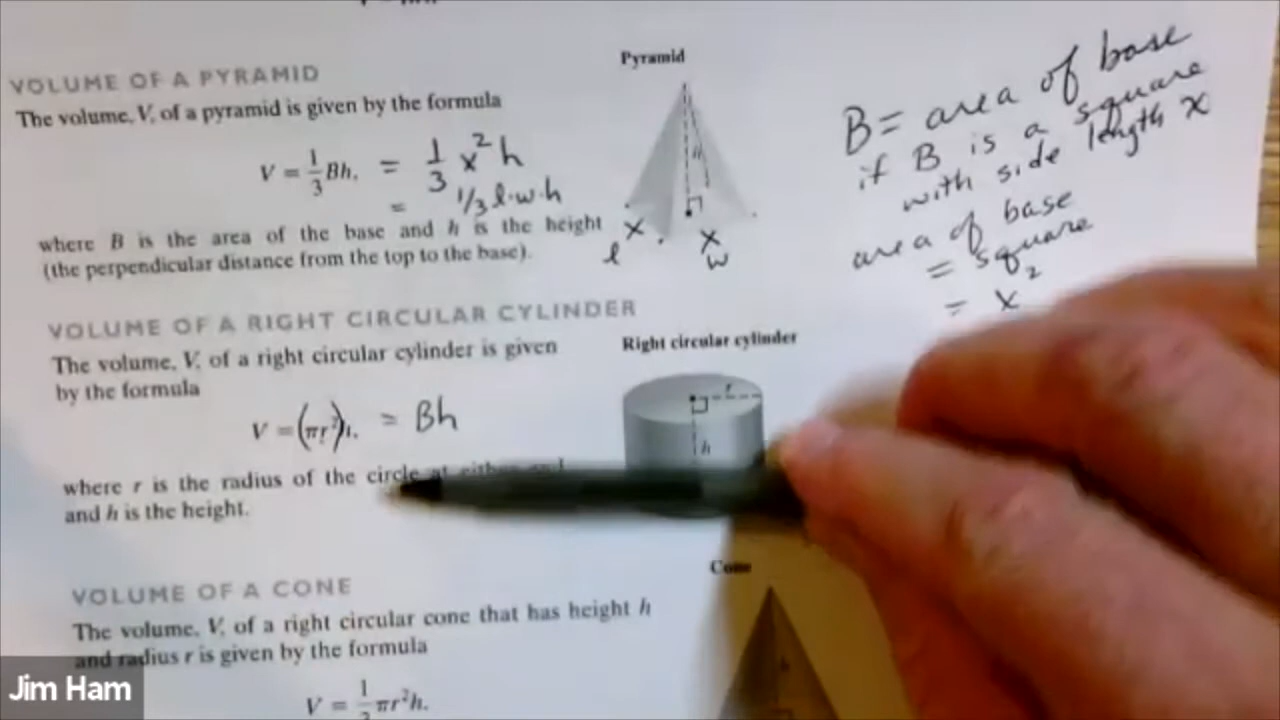 VOLUME OF A PYRAMID
The volume, V, of a pyramid is given by the formula
V = 1/3 Bh. = 1/3 x² h
= 1/3 l·w·h
where B is the area of the base and h is the height
(the perpendicular distance from the top to the base).
Pyramid
h
x
x
l
w
B = area of base
if B is a square
with side length x
area of base
= square
= x²
VOLUME OF A RIGHT CIRCULAR CYLINDER
The volume, V, of a right circular cylinder is given
by the formula
V = (πr²)h. = Bh
where r is the radius of the circle at either end
and h is the height.
Right circular cylinder
r
h
VOLUME OF A CONE
The volume, V, of a right circular cone that has height h
and radius r is given by the formula
V = 1/3 πr²h.
Cone
Jim Ham